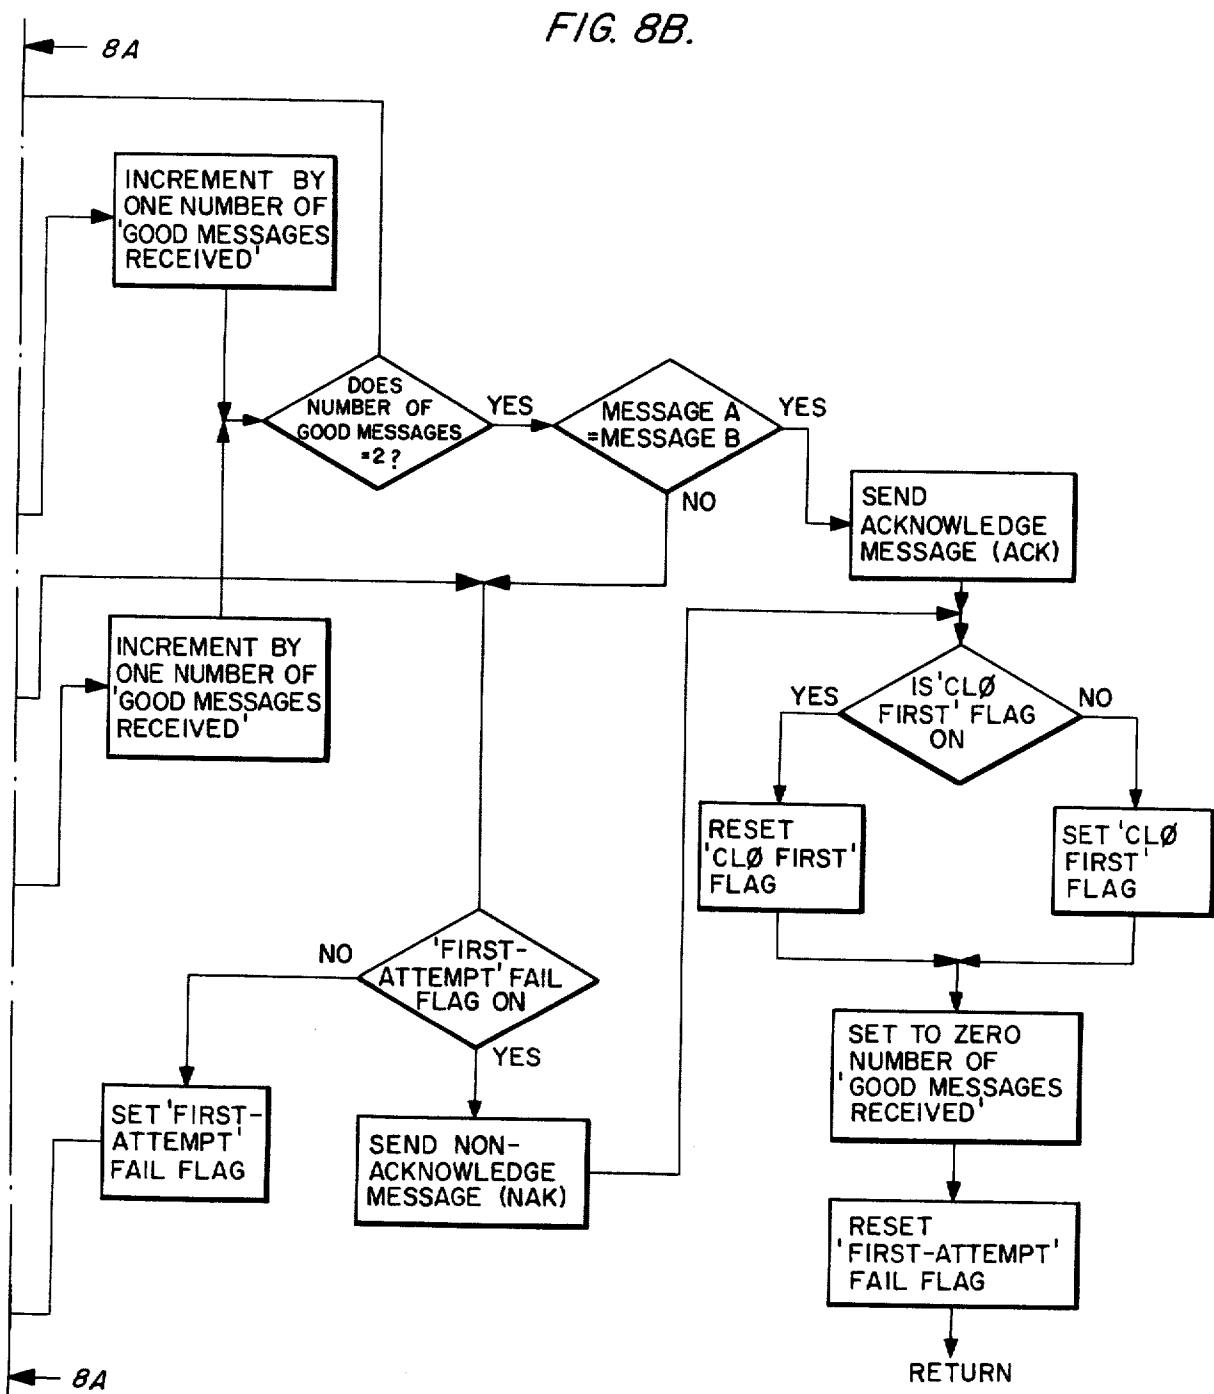 FIG. 8B.
8A
INCREMENT BY
ONE NUMBER OF
'GOOD MESSAGES
RECEIVED'
DOES
NUMBER OF
GOOD MESSAGES
=2?
YES
MESSAGE A
=MESSAGE B
YES
NO
SEND
ACKNOWLEDGE
MESSAGE (ACK)
INCREMENT BY
ONE NUMBER OF
'GOOD MESSAGES
RECEIVED'
IS 'CLØ
FIRST' FLAG
ON
YES
NO
RESET
'CLØ FIRST'
FLAG
SET 'CLØ
FIRST'
FLAG
'FIRST-
ATTEMPT' FAIL
FLAG ON
NO
YES
SET 'FIRST-
ATTEMPT'
FAIL FLAG
SEND NON-
ACKNOWLEDGE
MESSAGE (NAK)
SET TO ZERO
NUMBER OF
'GOOD MESSAGES
RECEIVED'
RESET
'FIRST-ATTEMPT'
FAIL FLAG
RETURN
8A